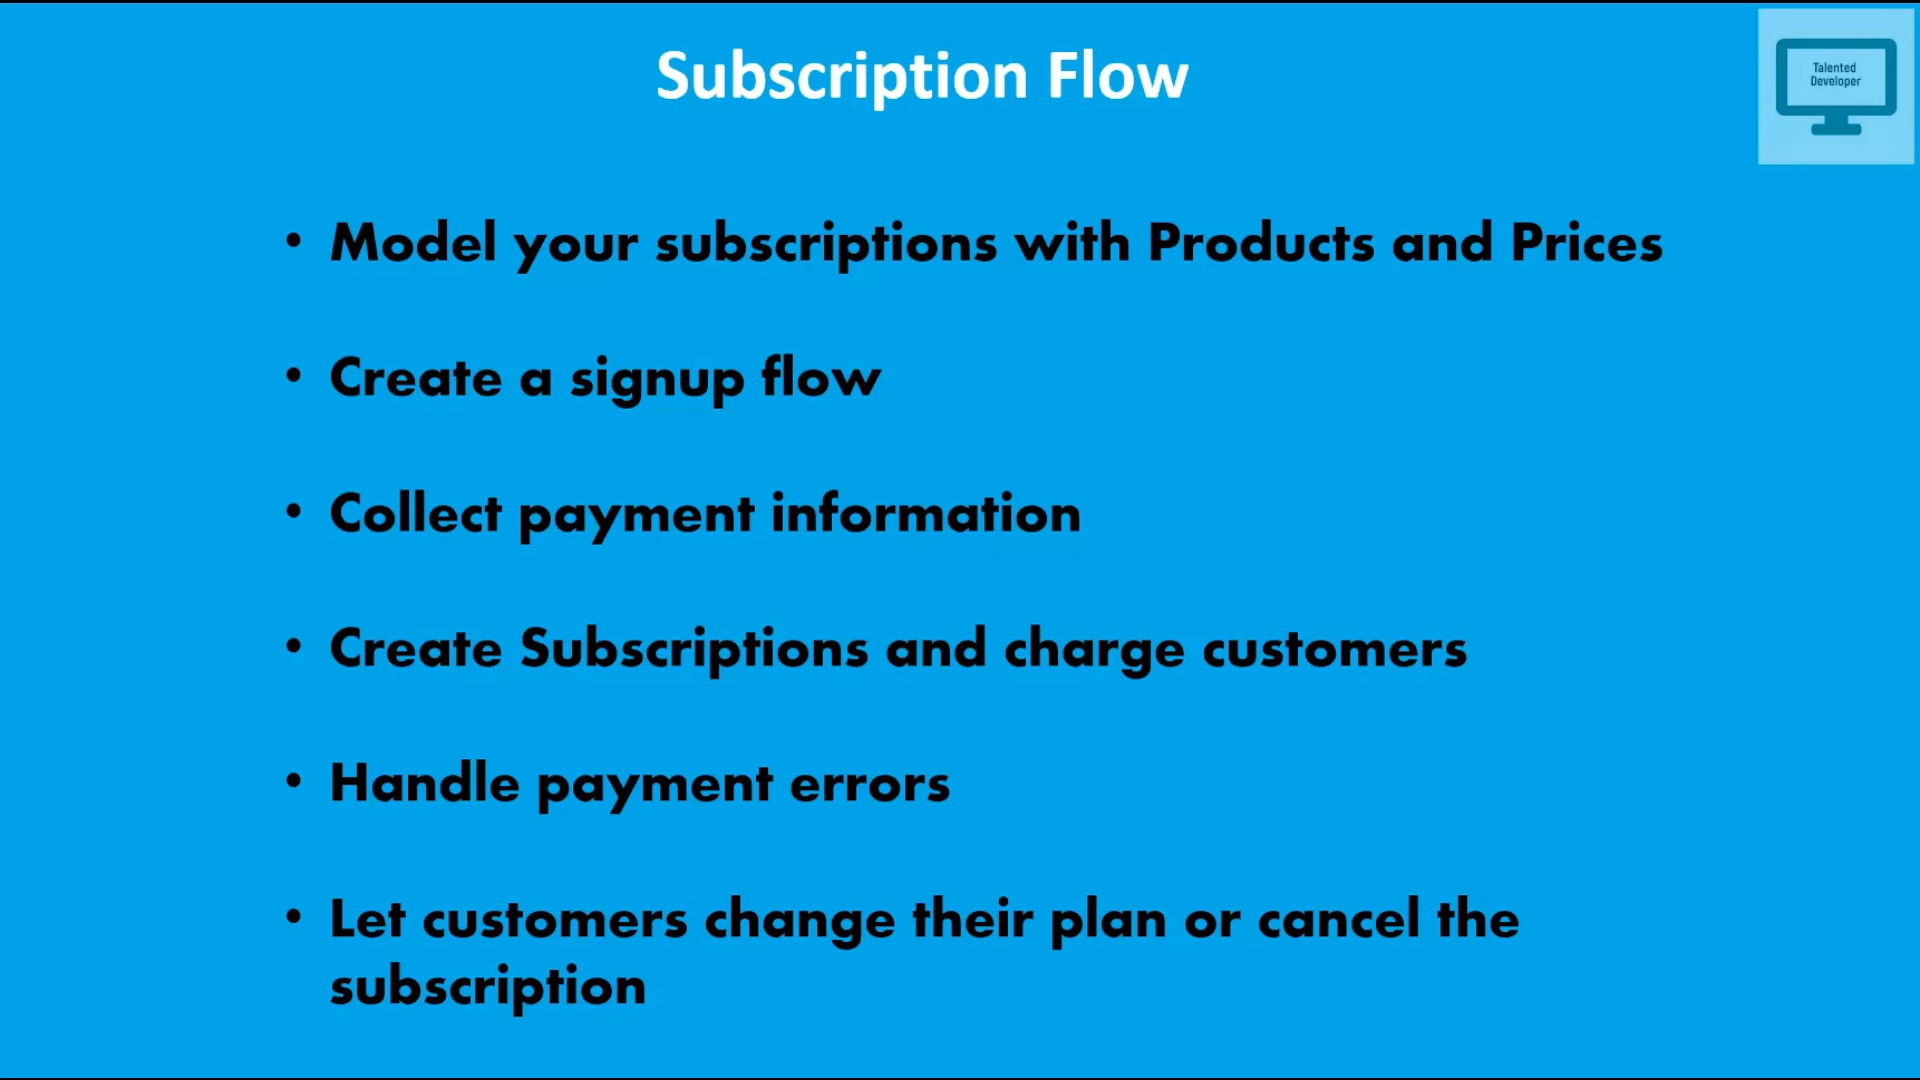 Subscription Flow
Talented
Developer
• Model your subscriptions with Products and Prices
• Create a signup flow
• Collect payment information
• Create Subscriptions and charge customers
• Handle payment errors
• Let customers change their plan or cancel the
subscription